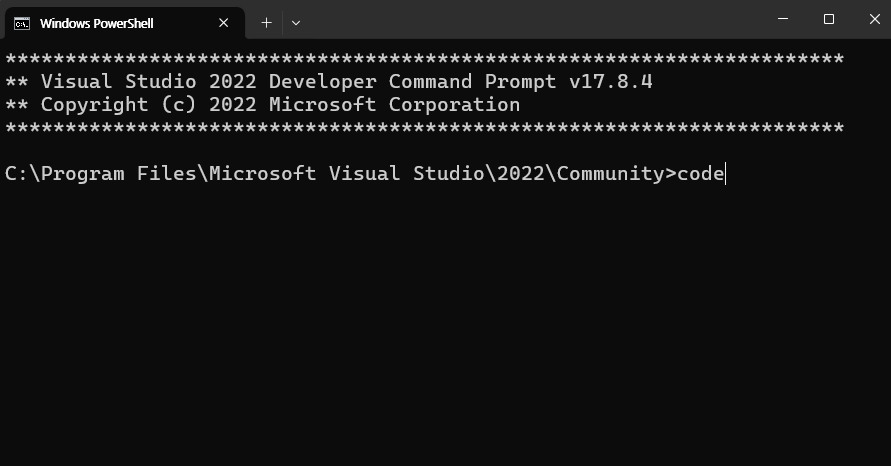 Windows PowerShell
**********************************************************************
** Visual Studio 2022 Developer Command Prompt v17.8.4
** Copyright (c) 2022 Microsoft Corporation
**********************************************************************
C:\Program Files\Microsoft Visual Studio\2022\Community>code